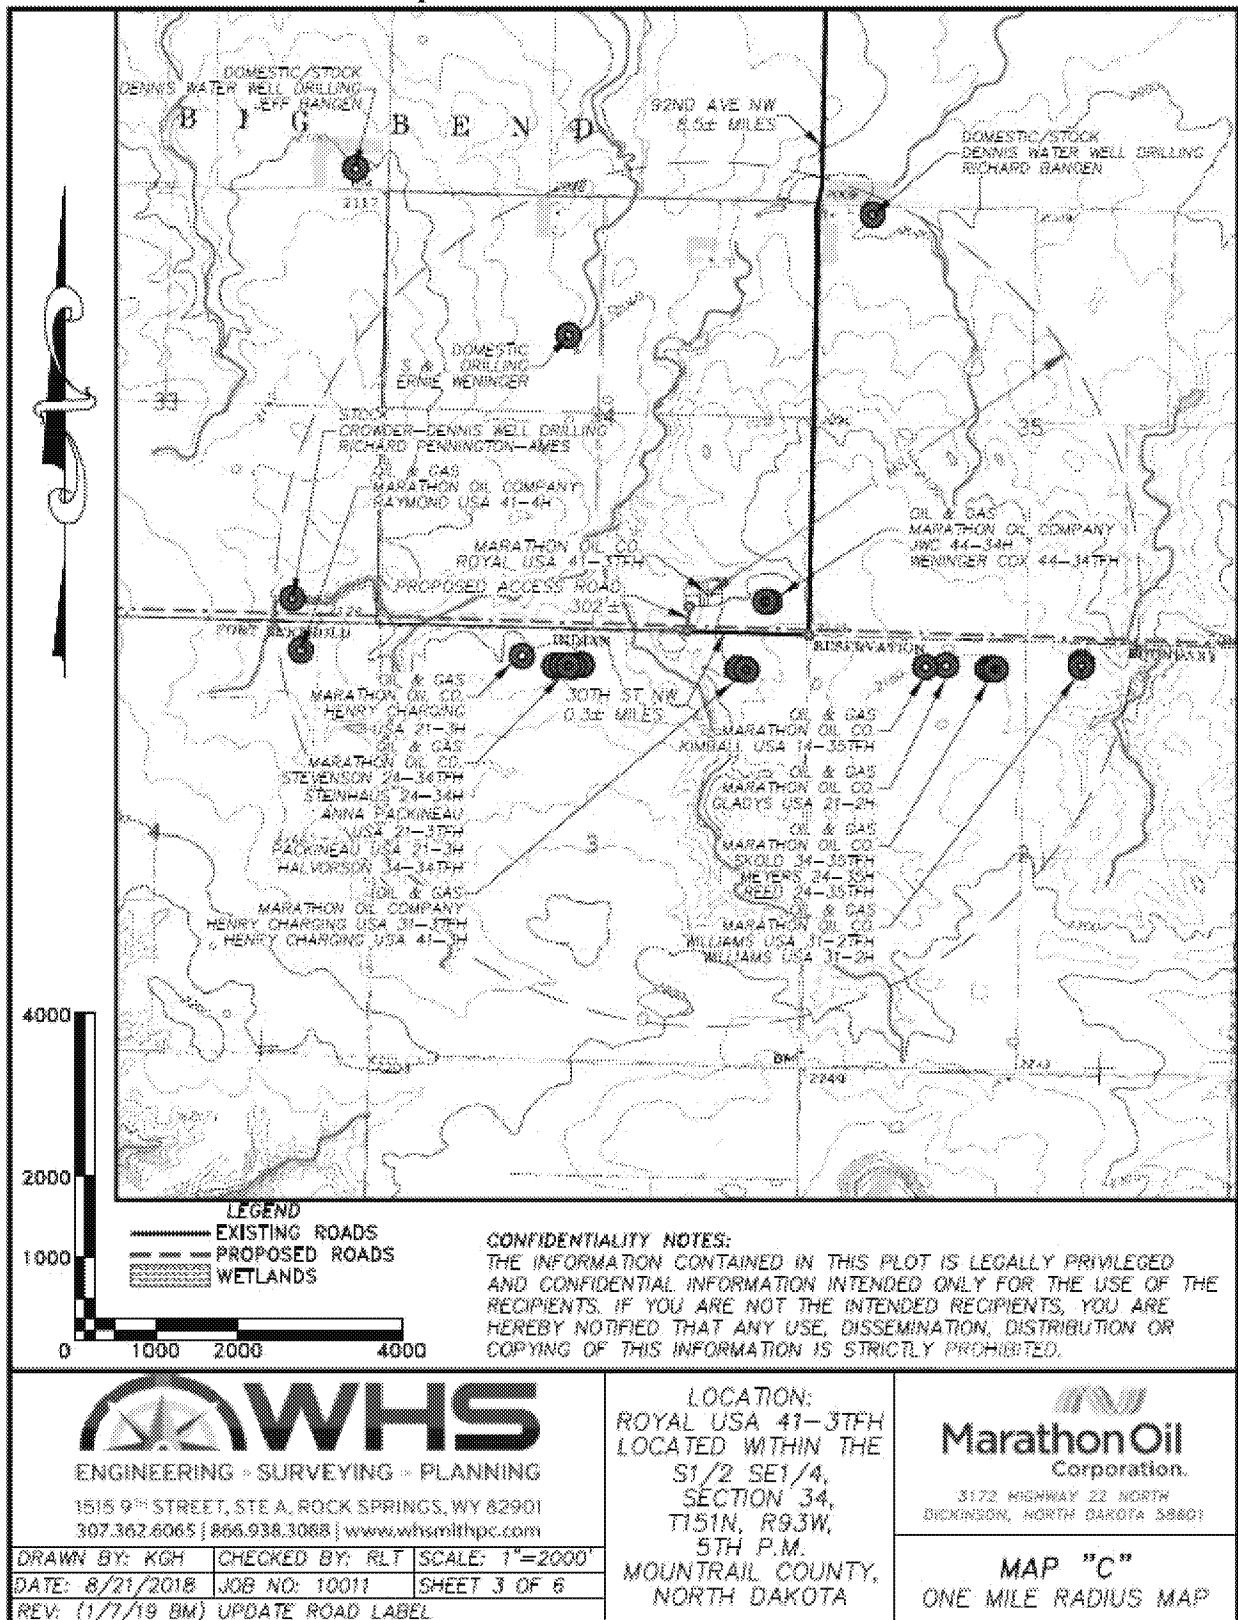 DOMESTIC/STOCK
DENNIS WATER WELL DRILLING
JEFF BANGEN
BIG BEND
92ND AVE NW
8.5± MILES
DOMESTIC/STOCK
DENNIS WATER WELL DRILLING
RICHARD BANGEN
2117
DOMESTIC
S & L DRILLING
ERNIE WENINGER
33
34
35
STOCK
CROWDER-DENNIS WELL DRILLING
RICHARD PENNINGTON-AMES
OIL & GAS
MARATHON OIL COMPANY
RAYMOND USA 41-4H
OIL & GAS
MARATHON OIL COMPANY
JWC 44-34H
WENINGER COX 44-34TFH
MARATHON OIL CO.
ROYAL USA 41-3TFH
PROPOSED ACCESS ROAD
302'±
FORT BERTHOLD
INDIAN
RESERVATION
BOUNDARY
OIL & GAS
MARATHON OIL CO.
HENRY CHARGING
USA 21-3H
30TH ST NW
0.3± MILES
OIL & GAS
MARATHON OIL CO.
STEVENSON 24-34TFH
STEINHAUS 24-34H
ANNA PACKINEAU
USA 21-3TFH
PACKINEAU USA 21-3H
HALVORSON 34-34TFH
OIL & GAS
MARATHON OIL COMPANY
HENRY CHARGING USA 31-3TFH
HENRY CHARGING USA 41-3H
OIL & GAS
MARATHON OIL CO.
KIMBALL USA 14-35TFH
OIL & GAS
MARATHON OIL CO.
GLADYS USA 21-2H
OIL & GAS
MARATHON OIL CO.
SKOLD 34-35TFH
MEYERS 24-35H
REED 24-35TFH
OIL & GAS
MARATHON OIL CO.
WILLIAMS USA 31-2TFH
WILLIAMS USA 31-2H
4
3
BM
2249
2243
4000
2000
1000
0 1000 2000 4000
LEGEND
EXISTING ROADS
PROPOSED ROADS
WETLANDS
CONFIDENTIALITY NOTES:
THE INFORMATION CONTAINED IN THIS PLOT IS LEGALLY PRIVILEGED
AND CONFIDENTIAL INFORMATION INTENDED ONLY FOR THE USE OF THE
RECIPIENTS. IF YOU ARE NOT THE INTENDED RECIPIENTS, YOU ARE
HEREBY NOTIFIED THAT ANY USE, DISSEMINATION, DISTRIBUTION OR
COPYING OF THIS INFORMATION IS STRICTLY PROHIBITED.
WHS
ENGINEERING - SURVEYING - PLANNING
1515 9TH STREET, STE A, ROCK SPRINGS, WY 82901
307.362.6065 | 866.938.3088 | www.whsmithpc.com
DRAWN BY: KGH CHECKED BY: RLT SCALE: 1"=2000'
DATE: 8/21/2018 JOB NO: 10011 SHEET 3 OF 6
REV: (1/7/19 BM) UPDATE ROAD LABEL
LOCATION:
ROYAL USA 41-3TFH
LOCATED WITHIN THE
S1/2 SE1/4,
SECTION 34,
T151N, R93W,
5TH P.M.
MOUNTRAIL COUNTY,
NORTH DAKOTA
Marathon Oil
Corporation.
3172 HIGHWAY 22 NORTH
DICKINSON, NORTH DAKOTA 58601
MAP "C"
ONE MILE RADIUS MAP